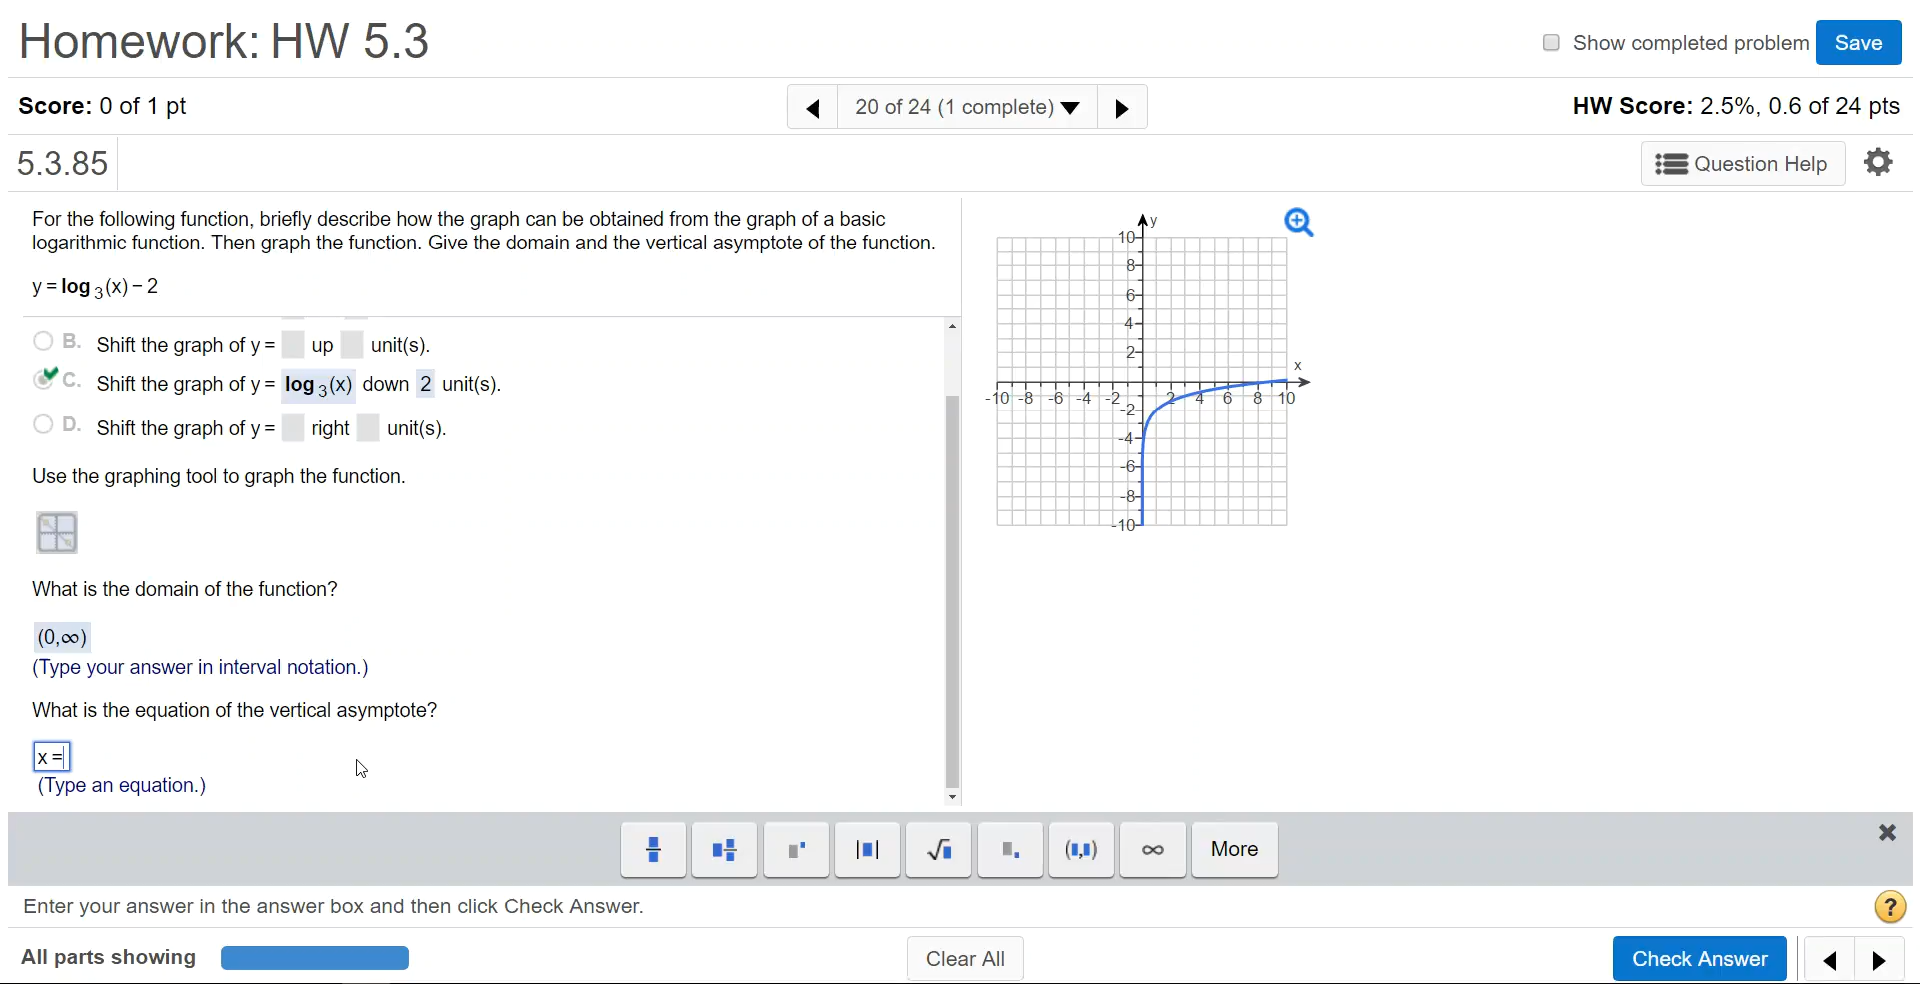 Homework: HW 5.3
Show completed problem
Save
Score: 0 of 1 pt
20 of 24 (1 complete)
HW Score: 2.5%, 0.6 of 24 pts
5.3.85
Question Help
For the following function, briefly describe how the graph can be obtained from the graph of a basic
logarithmic function. Then graph the function. Give the domain and the vertical asymptote of the function.
y = log 3 (x) − 2
B. Shift the graph of y = up unit(s).
C. Shift the graph of y = log 3 (x) down 2 unit(s).
D. Shift the graph of y = right unit(s).
Use the graphing tool to graph the function.
What is the domain of the function?
(0,∞)
(Type your answer in interval notation.)
What is the equation of the vertical asymptote?
x =
(Type an equation.)
y
10
8
6
4
2
x
-10 -8 -6 -4 -2 2 4 6 8 10
-2
-4
-6
-8
-10
√ (,) ∞ More
Enter your answer in the answer box and then click Check Answer.
?
All parts showing
Clear All
Check Answer